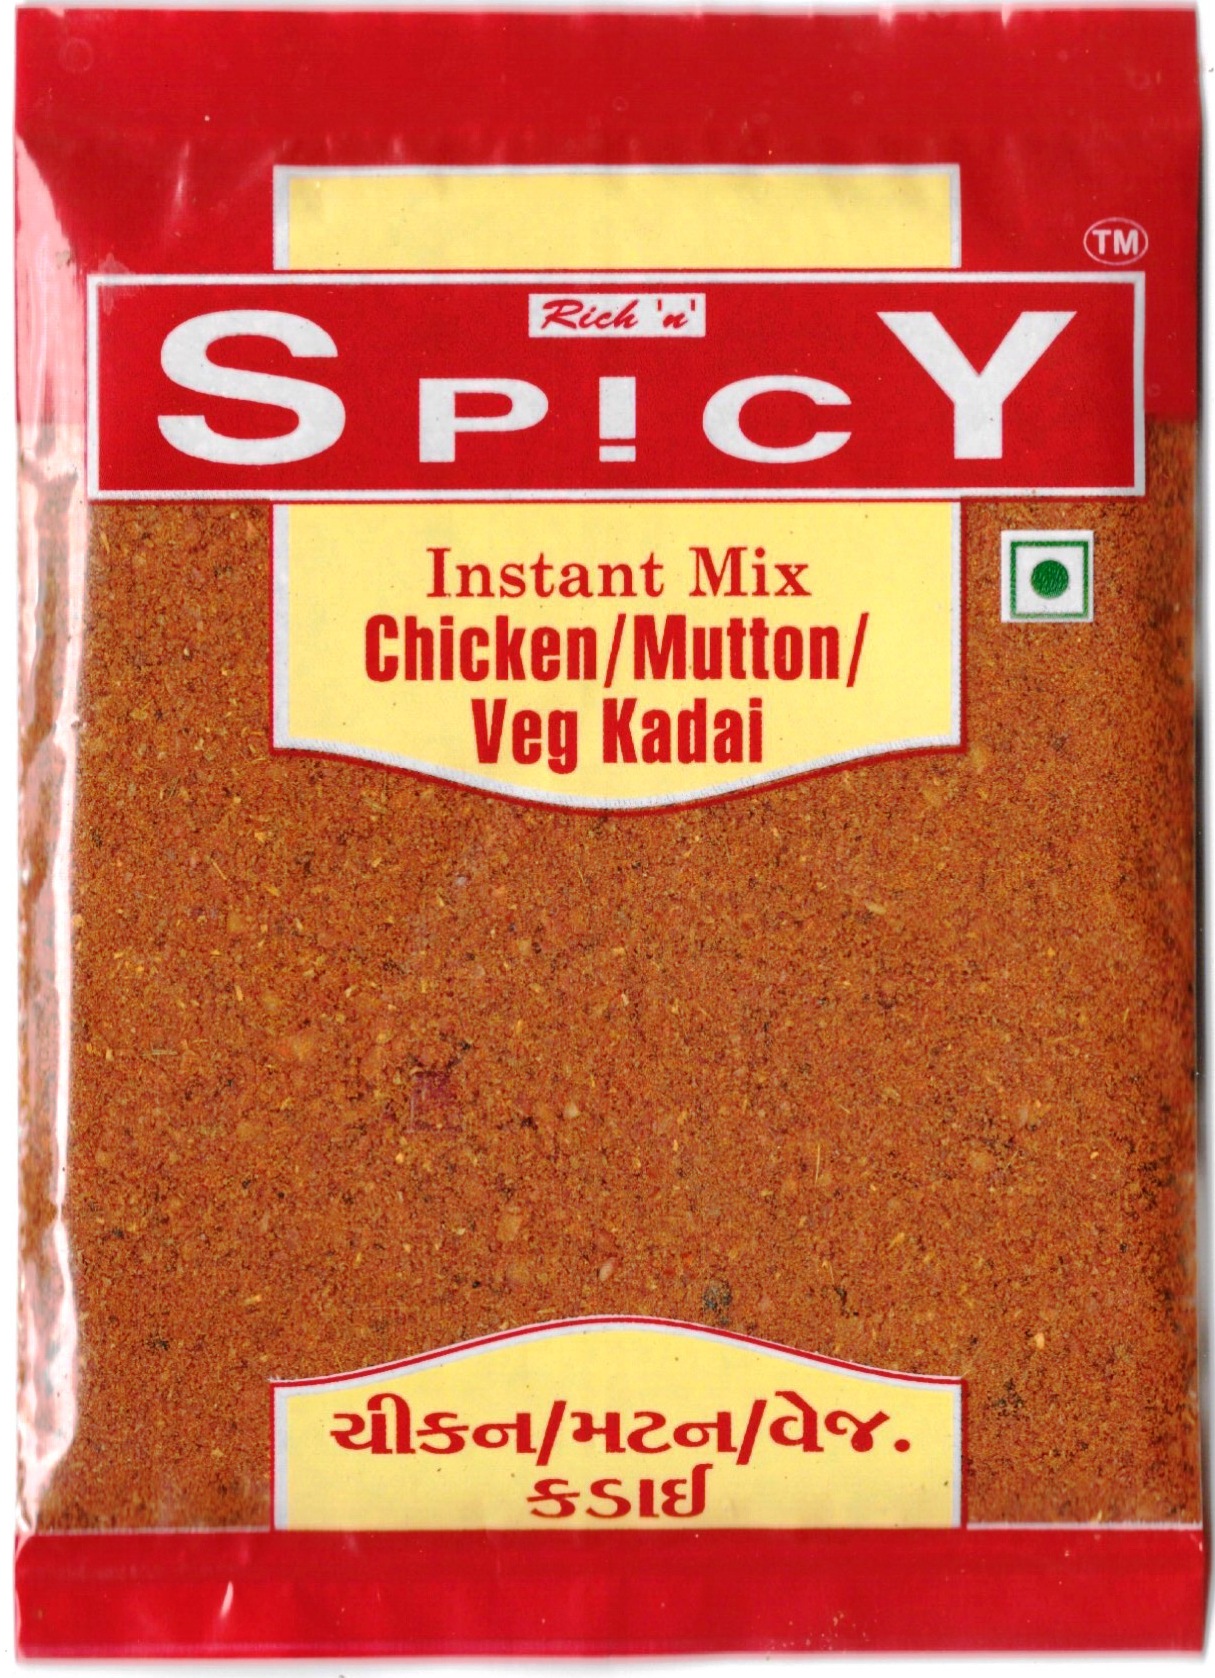 TM
Rich 'n'
SP!CY
Instant Mix
Chicken/Mutton/
Veg Kadai
ચીકન/મટન/વેજ.
કડાઈ